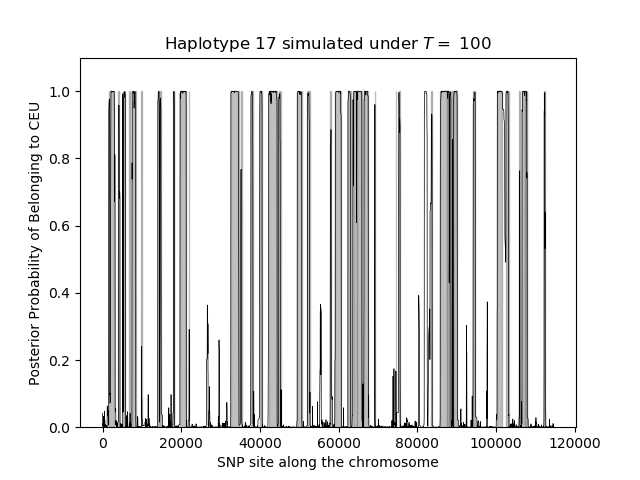 Haplotype 17 simulated under T = 100
Posterior Probability of Belonging to CEU
1.0
0.8
0.6
0.4
0.2
0.0
0 20000 40000 60000 80000 100000 120000
SNP site along the chromosome